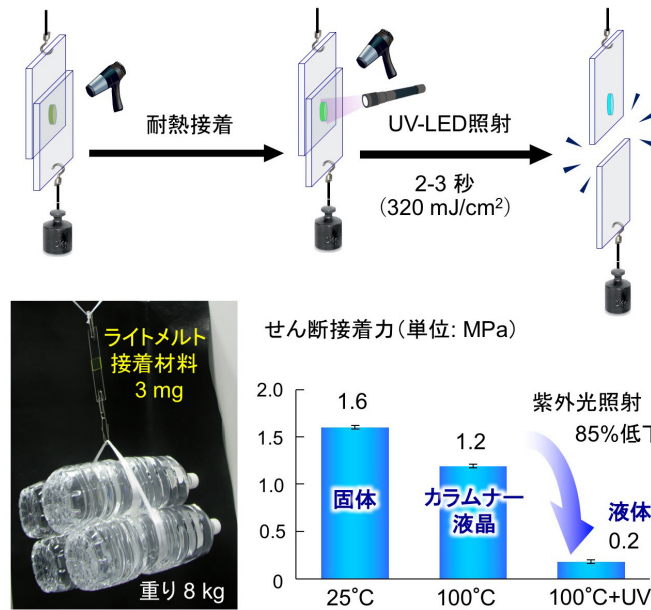 耐熱接着
UV-LED照射
2-3 秒
(320 mJ/cm²)
ライトメルト
接着材料
3 mg
重り 8 kg
せん断接着力(単位: MPa)
2.0
1.5
1.0
0.5
0
1.6
1.2
0.2
固体
カラムナー
液晶
液体
紫外光照射
85%低下
25°C
100°C
100°C+UV